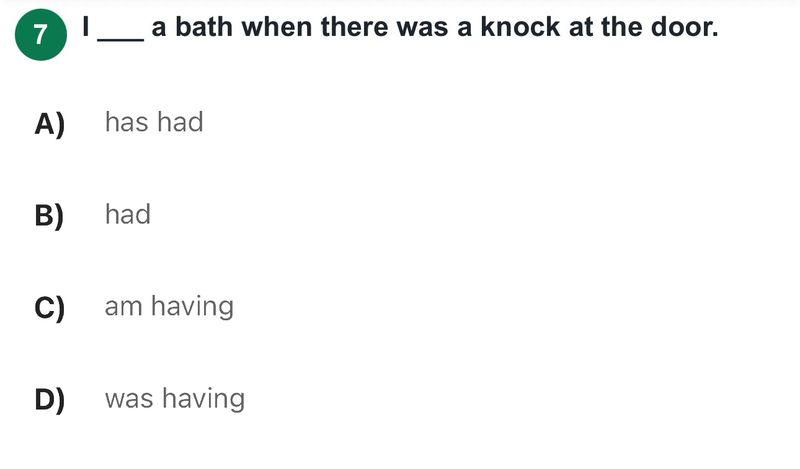 7 I ___ a bath when there was a knock at the door.
A) has had
B) had
C) am having
D) was having